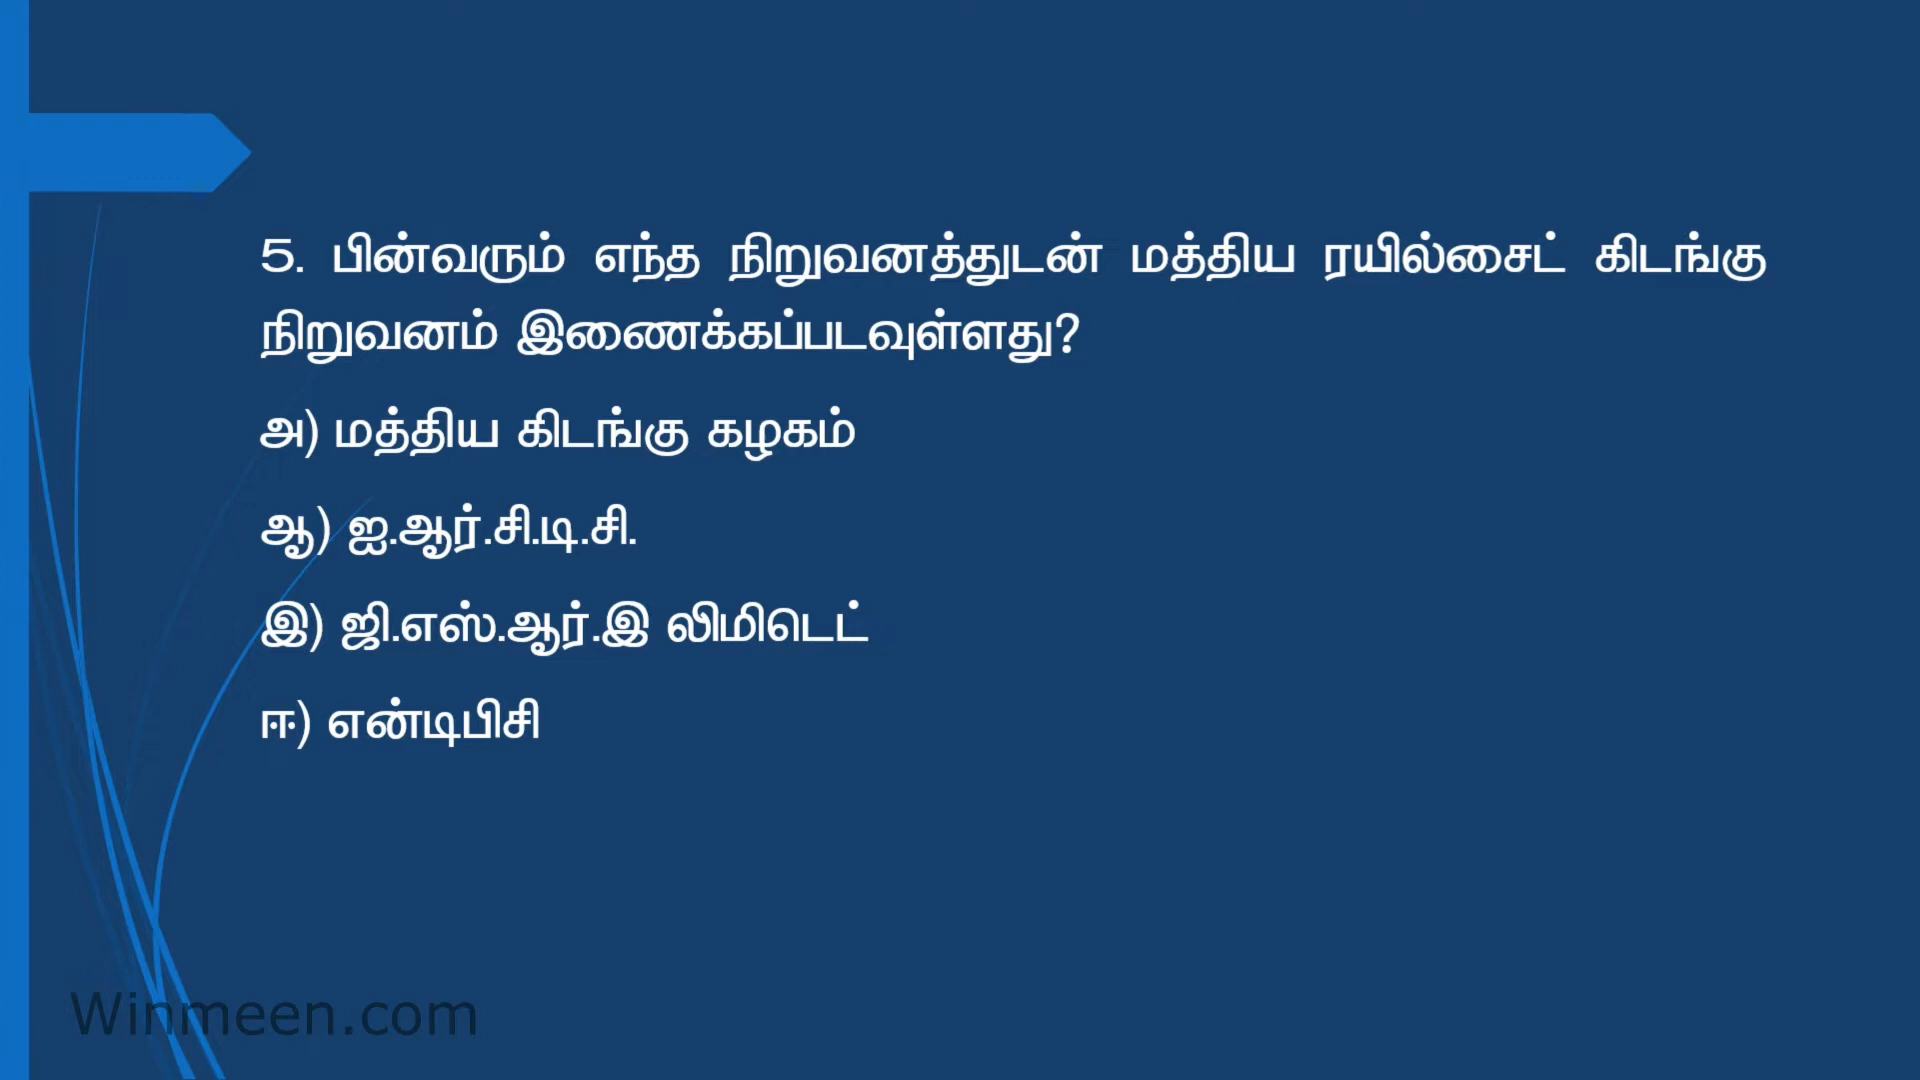 5. பின்வரும் எந்த நிறுவனத்துடன் மத்திய ரயில்சைட் கிடங்கு
நிறுவனம் இணைக்கப்படவுள்ளது?
அ) மத்திய கிடங்கு கழகம்
ஆ) ஐ.ஆர்.சி.டி.சி.
இ) ஜி.எஸ்.ஆர்.இ லிமிடெட்
ஈ) என்டிபிசி
Winmeen.com